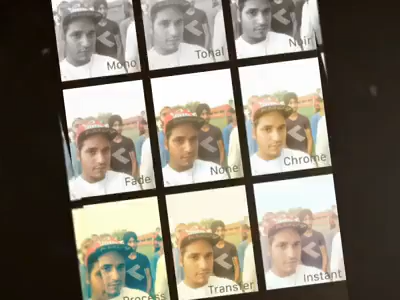 Mono
Tonal
Noir
Fade
None
Chrome
Process
Transfer
Instant